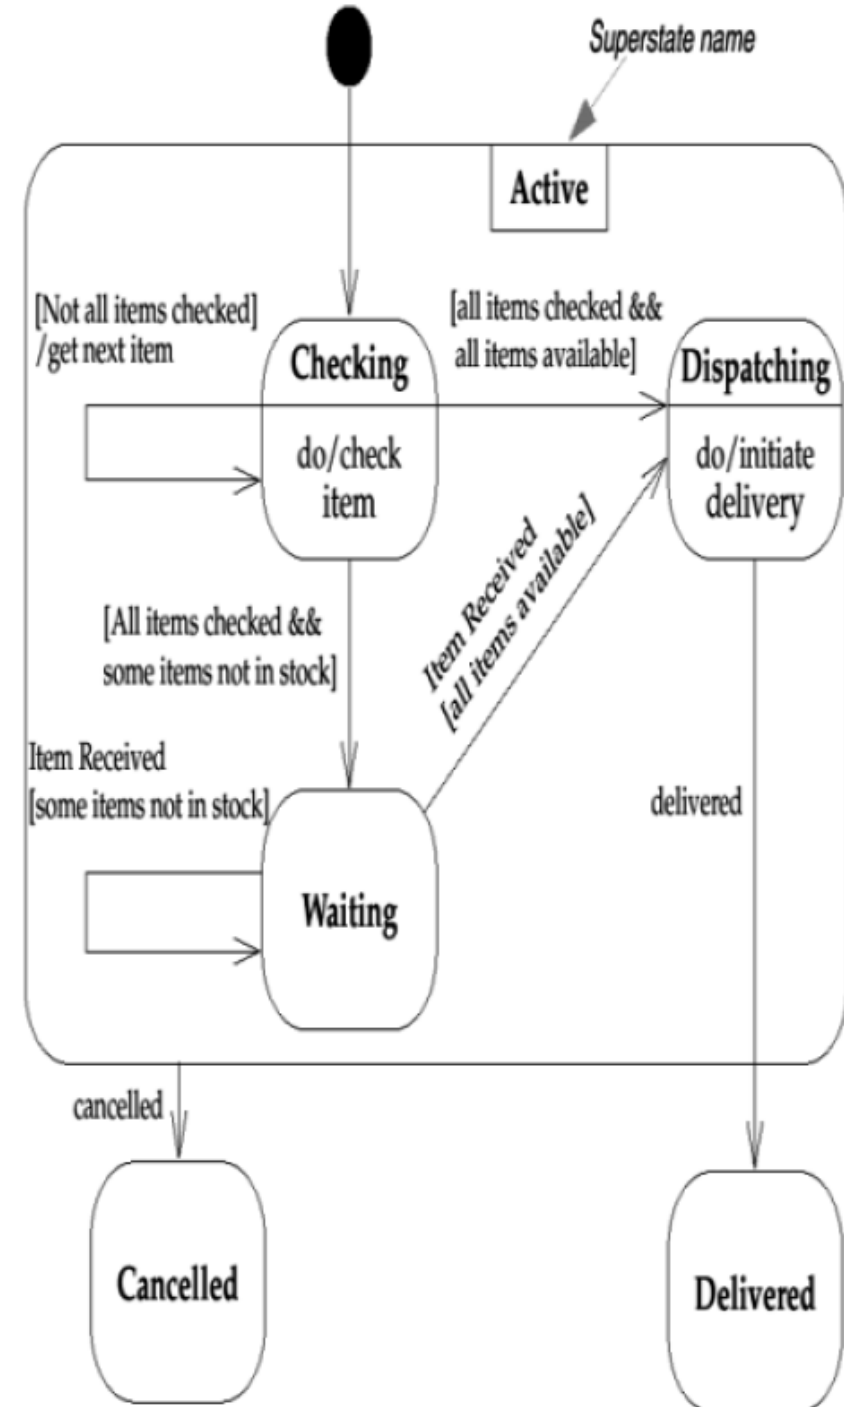 Superstate name
Active
[Not all items checked]
/get next item
[all items checked &&
all items available]
Checking
do/check
item
Dispatching
do/initiate
delivery
[All items checked &&
some items not in stock]
Item Received
[all items available]
Item Received
[some items not in stock]
Waiting
delivered
cancelled
Cancelled
Delivered